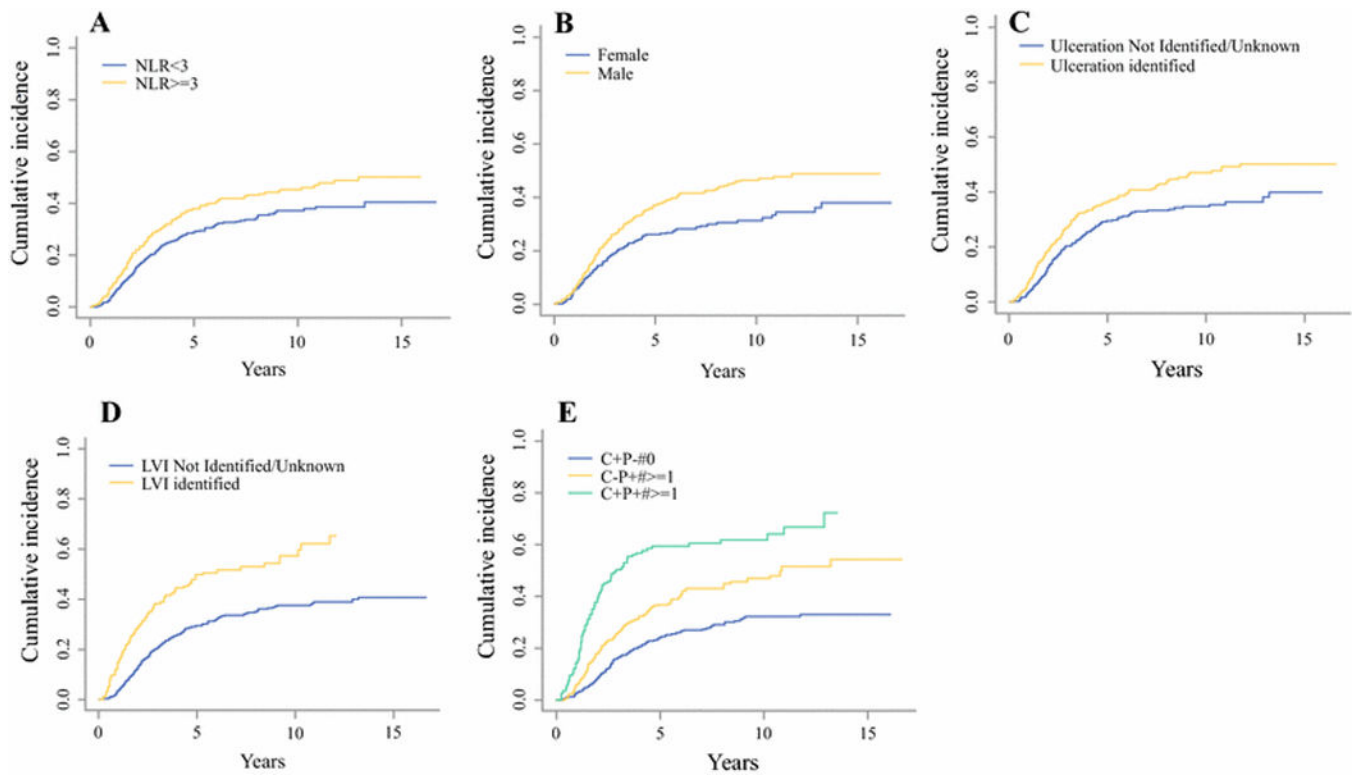 A
Cumulative incidence
1.0
0.8
0.6
0.4
0.2
0.0
NLR<3
NLR>=3
0 5 10 15
Years
B
Cumulative incidence
1.0
0.8
0.6
0.4
0.2
0.0
Female
Male
0 5 10 15
Years
C
Cumulative incidence
1.0
0.8
0.6
0.4
0.2
0.0
Ulceration Not Identified/Unknown
Ulceration identified
0 5 10 15
Years
D
Cumulative incidence
1.0
0.8
0.6
0.4
0.2
0.0
LVI Not Identified/Unknown
LVI identified
0 5 10 15
Years
E
Cumulative incidence
1.0
0.8
0.6
0.4
0.2
0.0
C+P-#0
C-P+#>=1
C+P+#>=1
0 5 10 15
Years